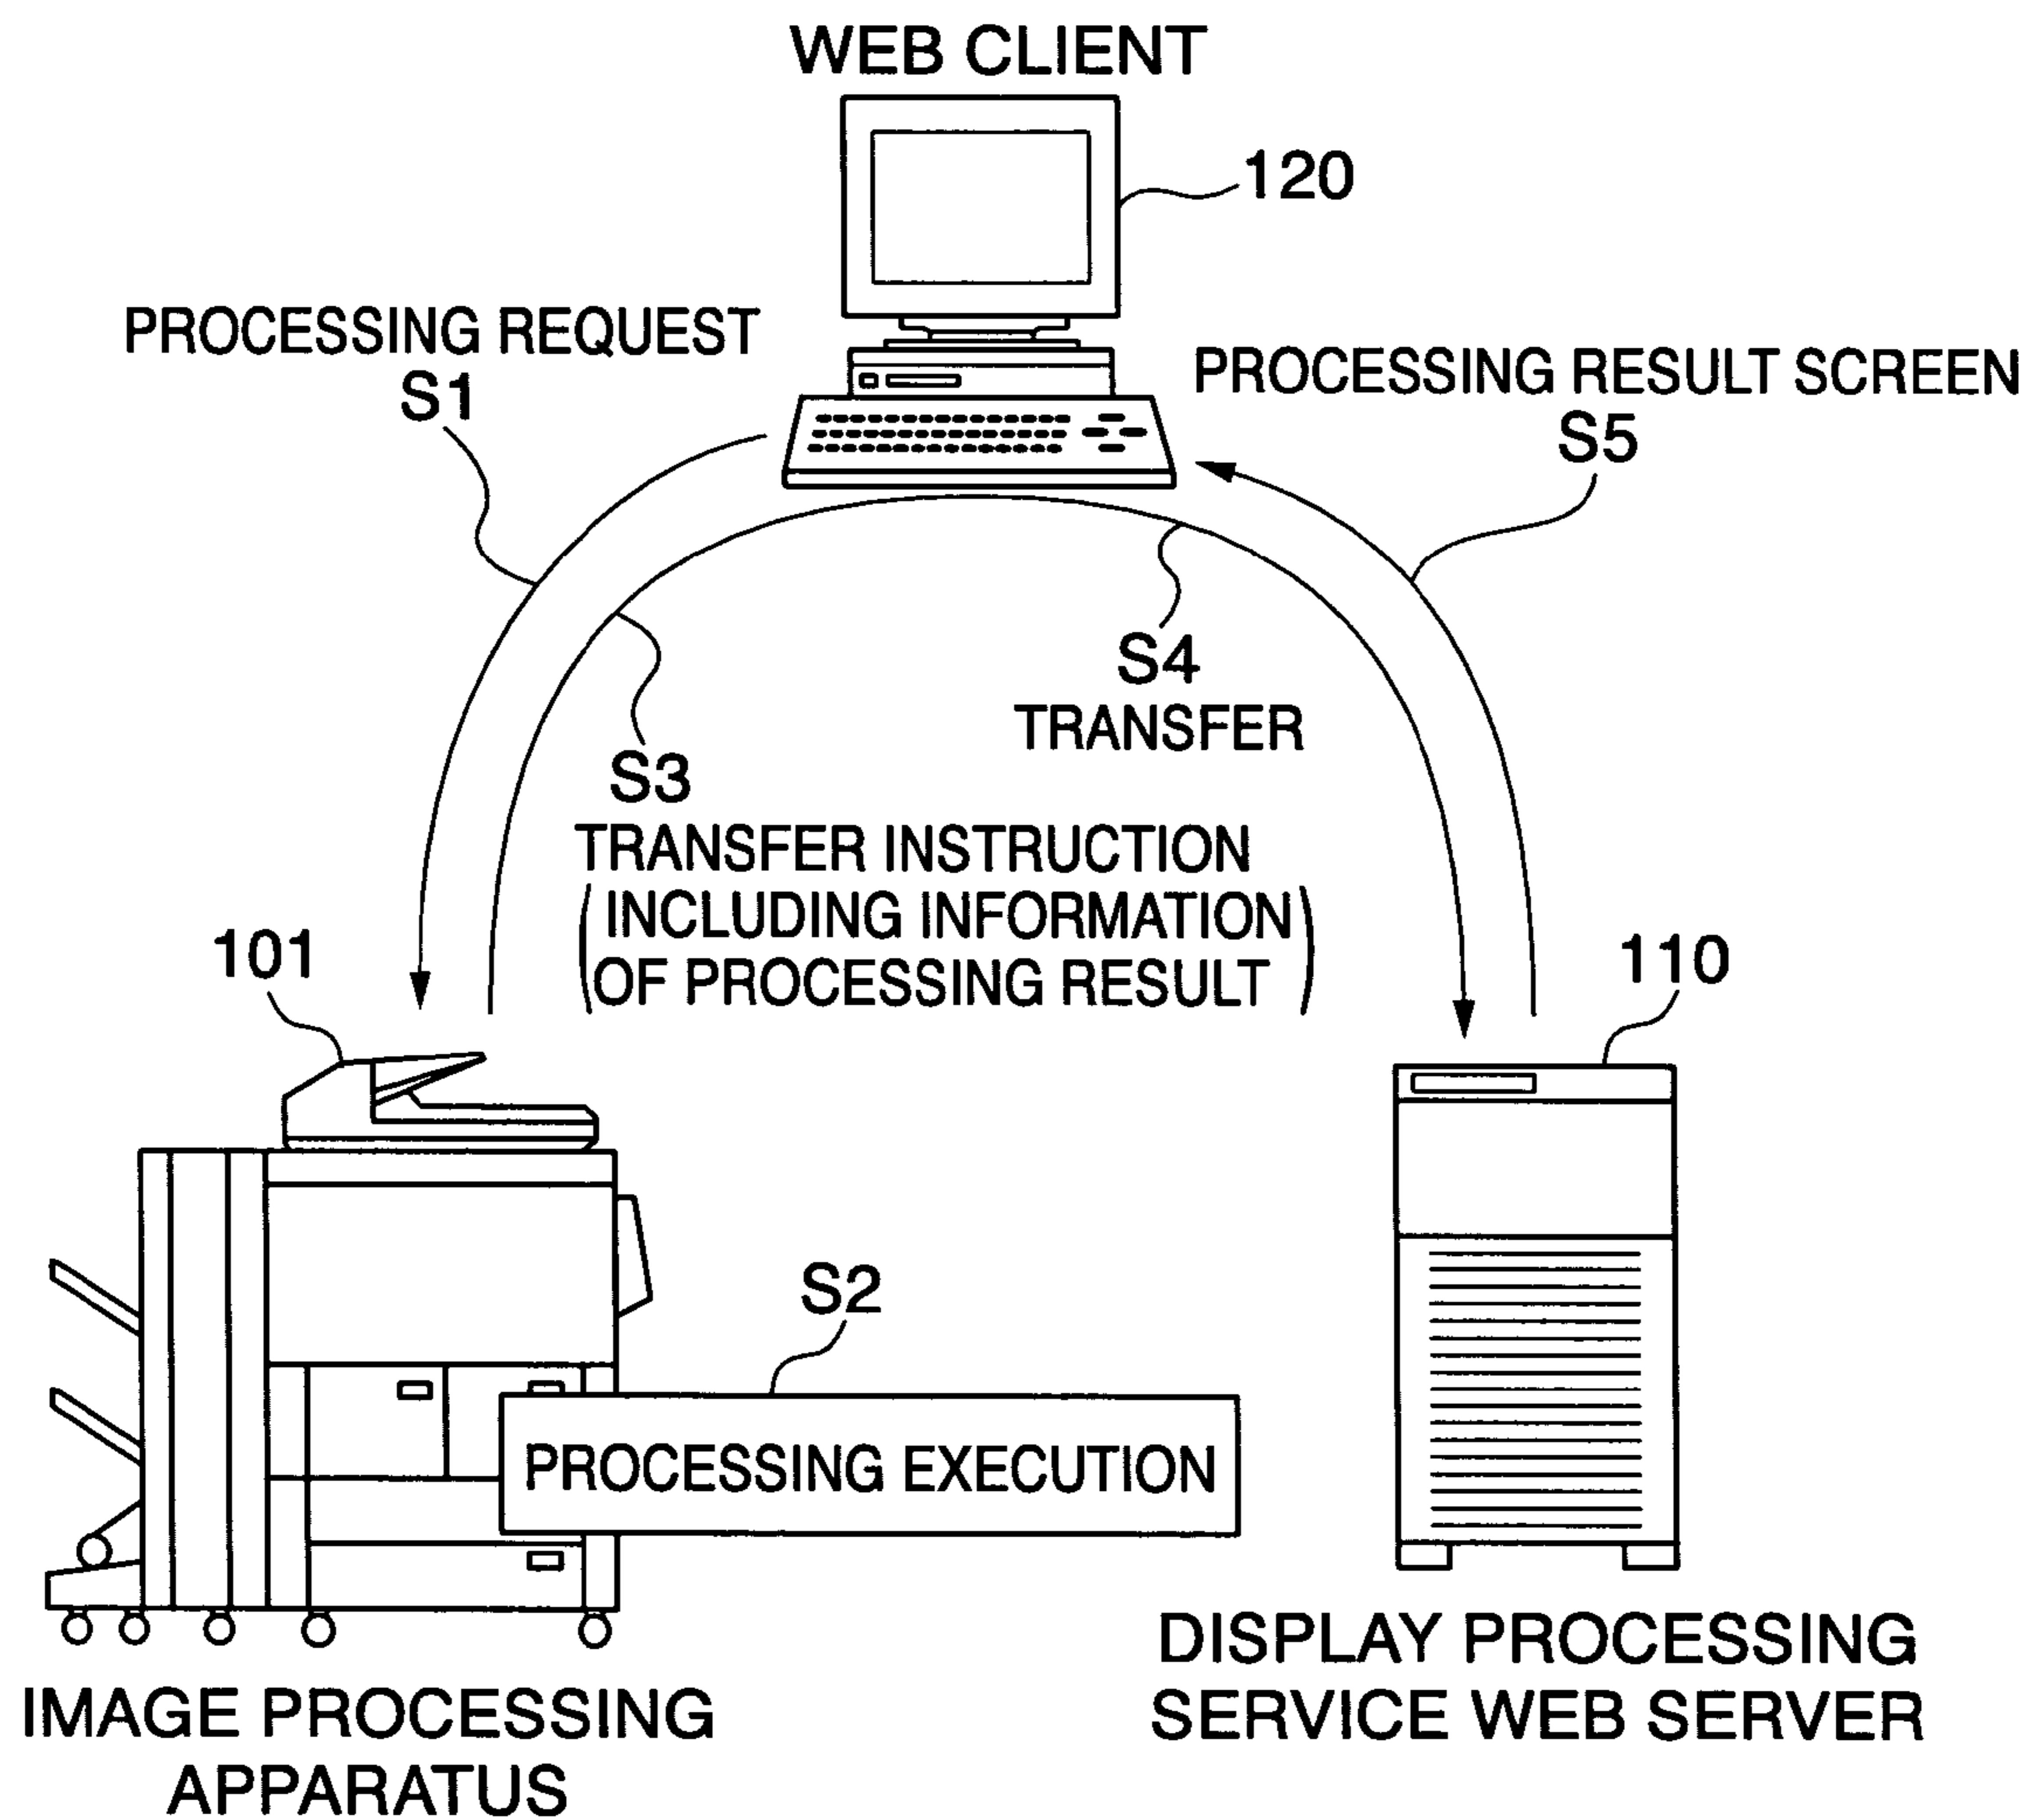 WEB CLIENT
120
PROCESSING REQUEST
S1
PROCESSING RESULT SCREEN
S5
S4
TRANSFER
S3
TRANSFER INSTRUCTION
(INCLUDING INFORMATION
OF PROCESSING RESULT)
101
110
S2
PROCESSING EXECUTION
IMAGE PROCESSING
APPARATUS
DISPLAY PROCESSING
SERVICE WEB SERVER